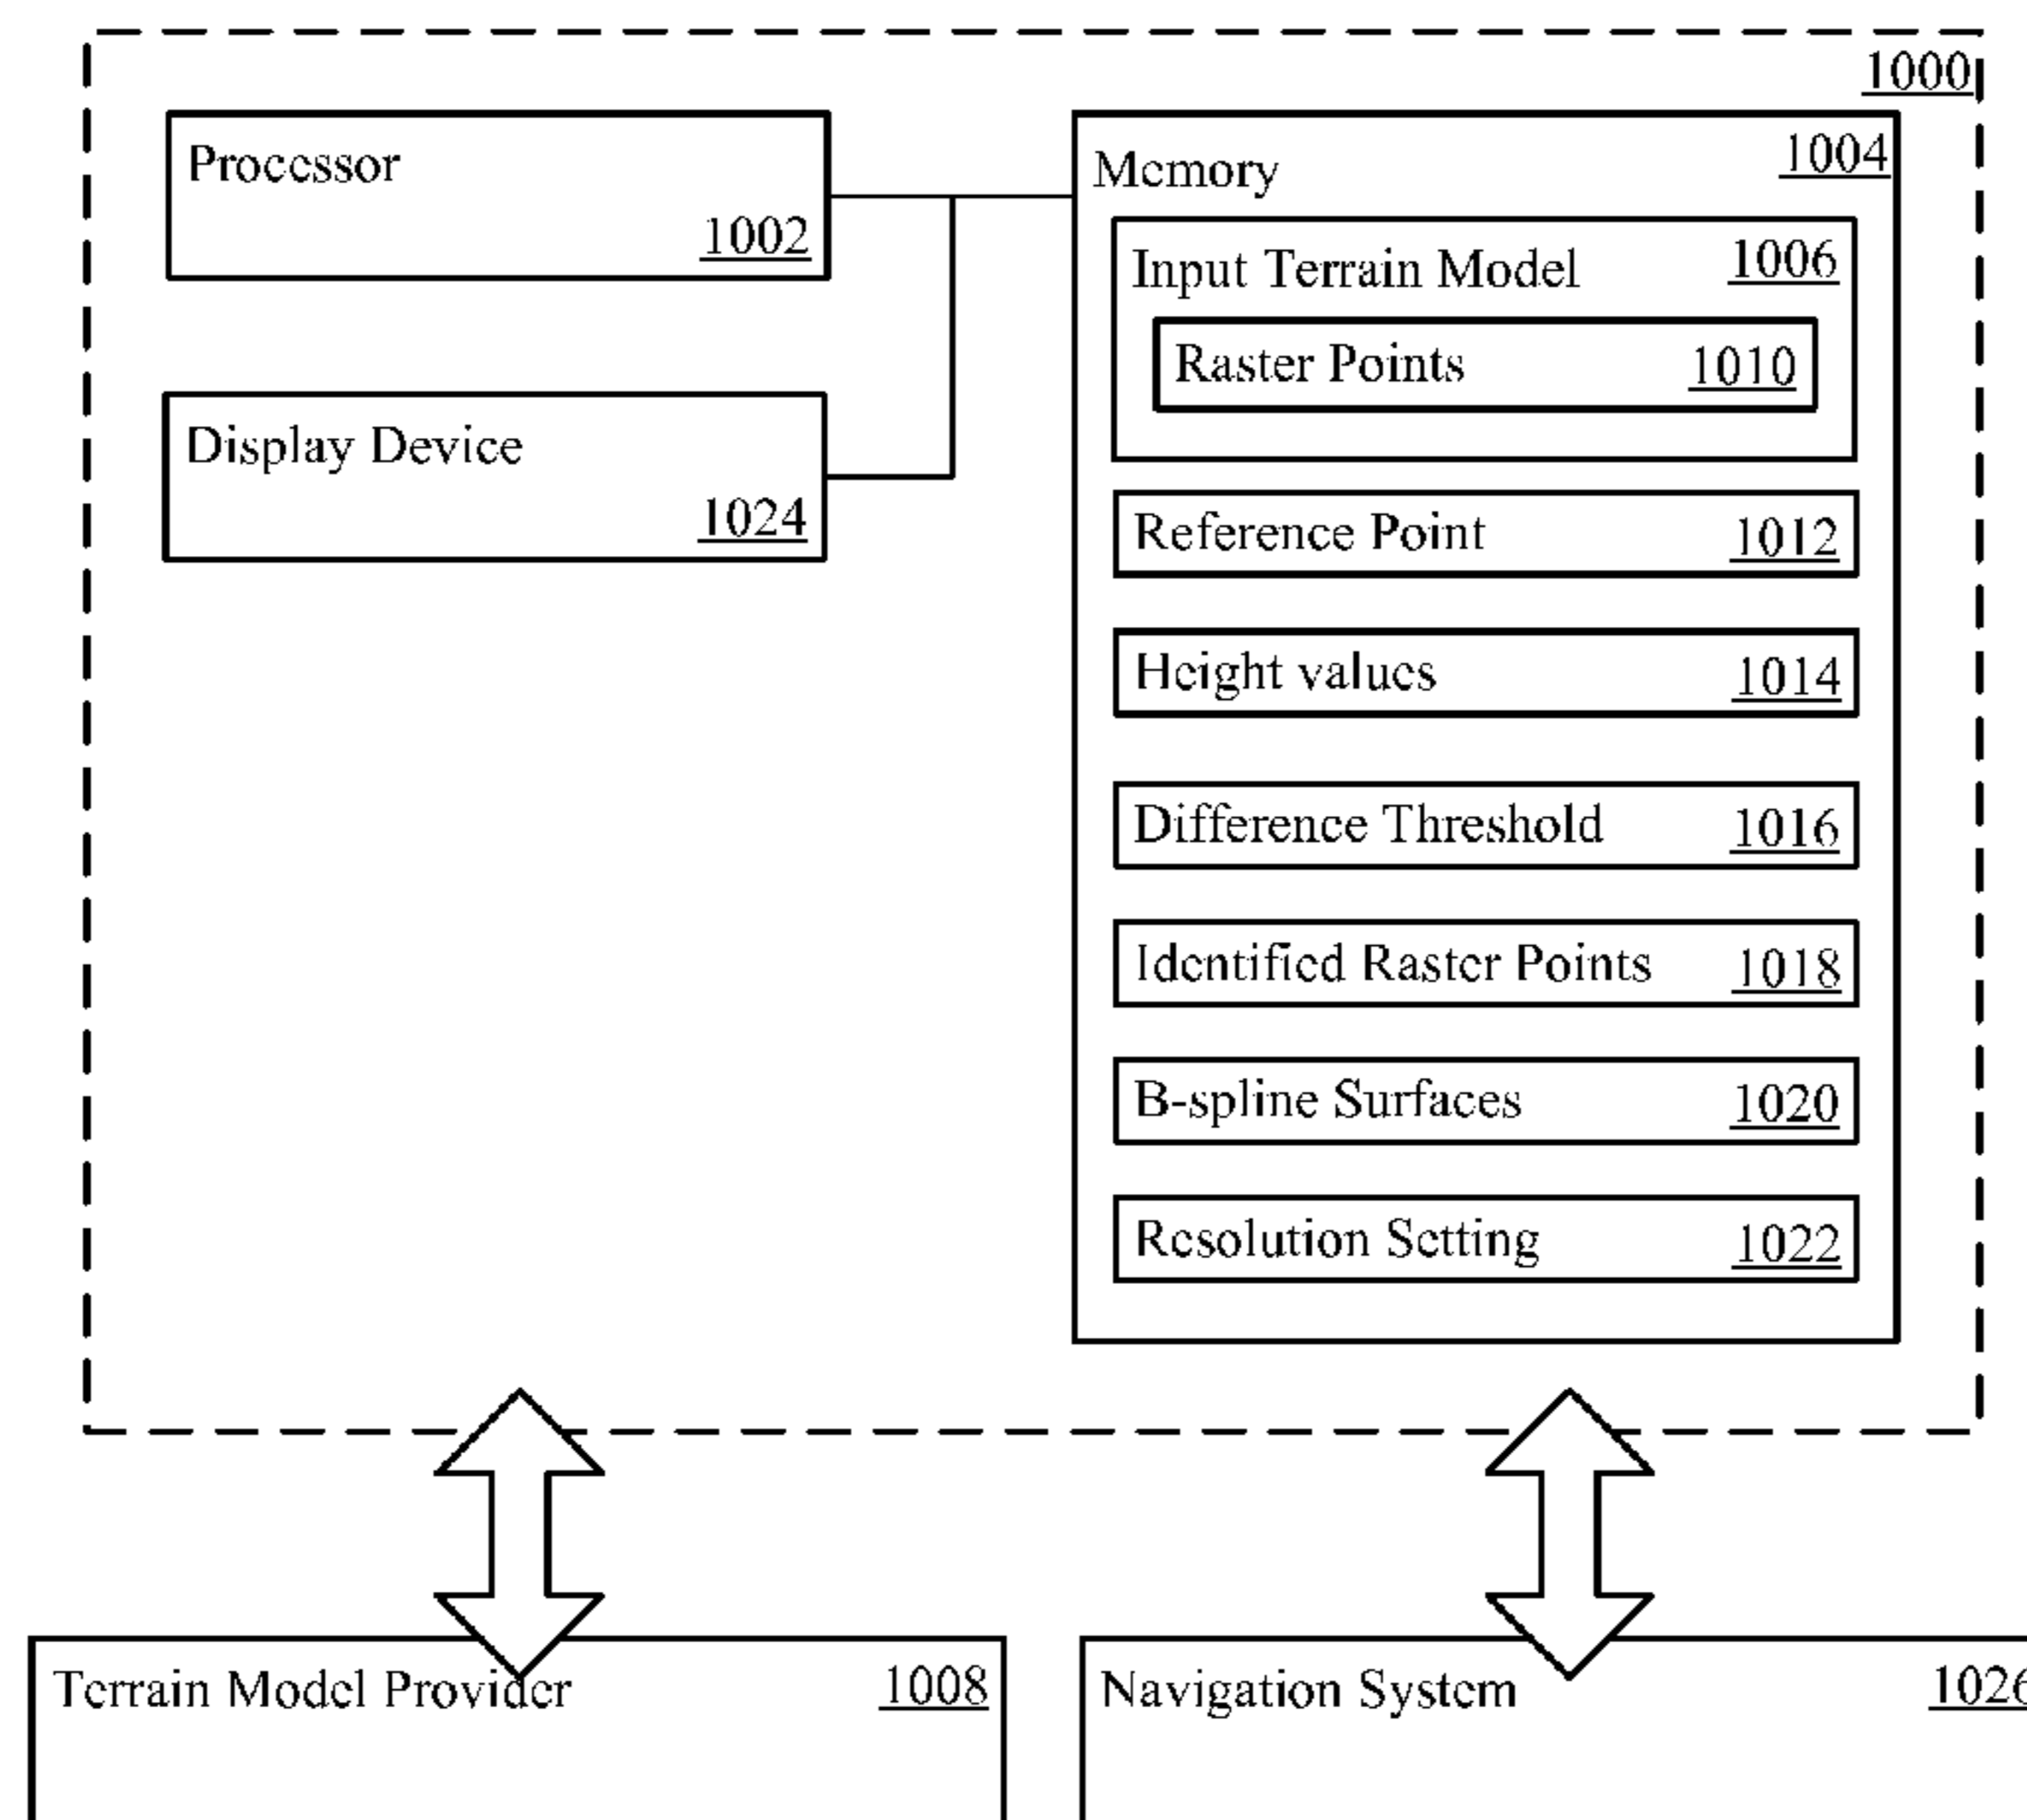 1000
Processor
1002
Memory
1004
Input Terrain Model
1006
Raster Points
1010
Display Device
1024
Reference Point
1012
Height values
1014
Difference Threshold
1016
Identified Raster Points
1018
B-spline Surfaces
1020
Resolution Setting
1022
Terrain Model Provider
1008
Navigation System
1026